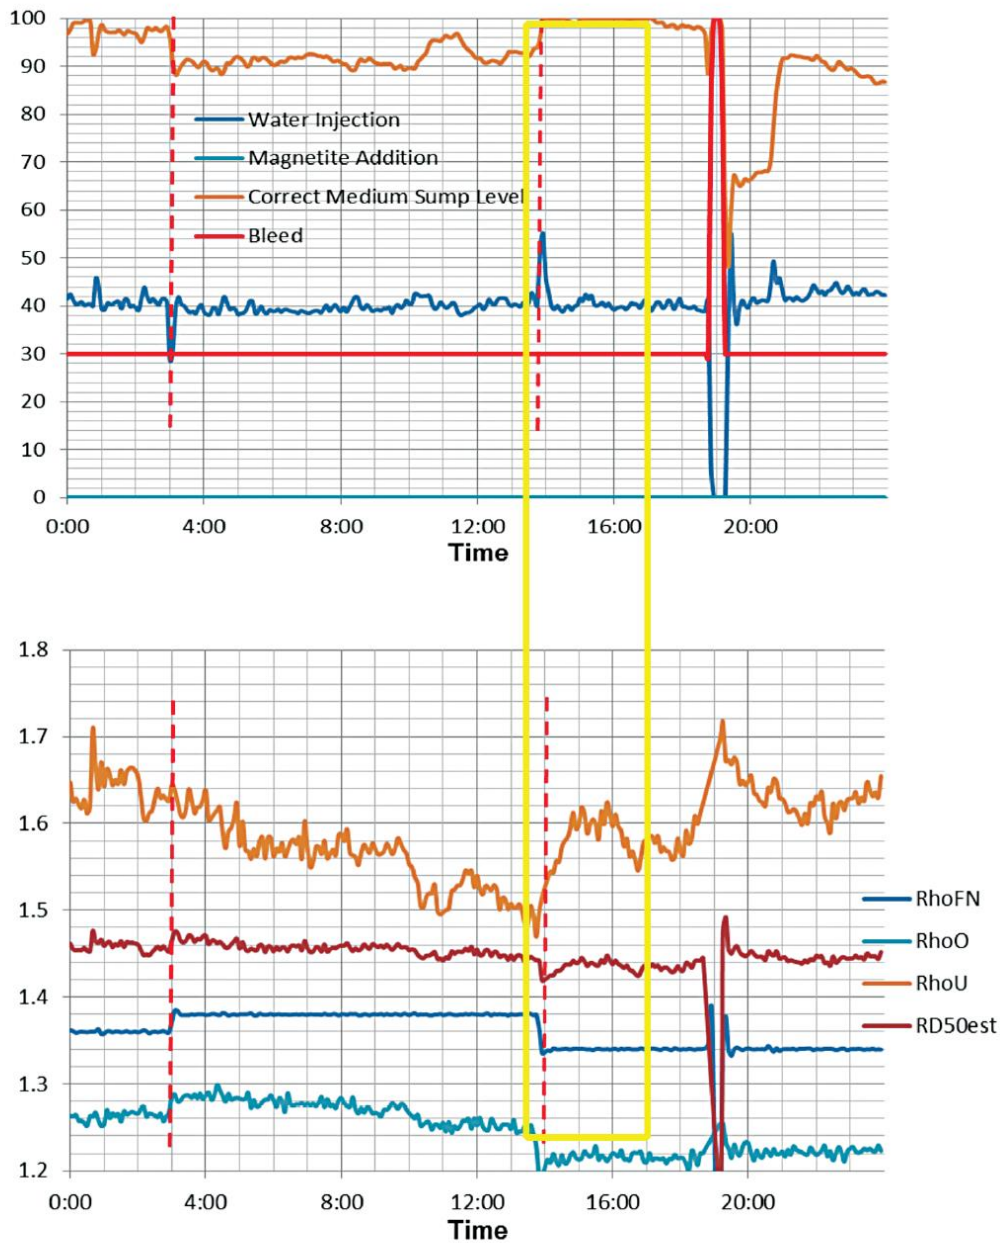 100
90
80
70
60
50
40
30
20
10
0
Water Injection
Magnetite Addition
Correct Medium Sump Level
Bleed
0:00 4:00 8:00 12:00 16:00 20:00
Time
1.8
1.7
1.6
1.5
1.4
1.3
1.2
RhoFN
RhoO
RhoU
RD50est
0:00 4:00 8:00 12:00 16:00 20:00
Time